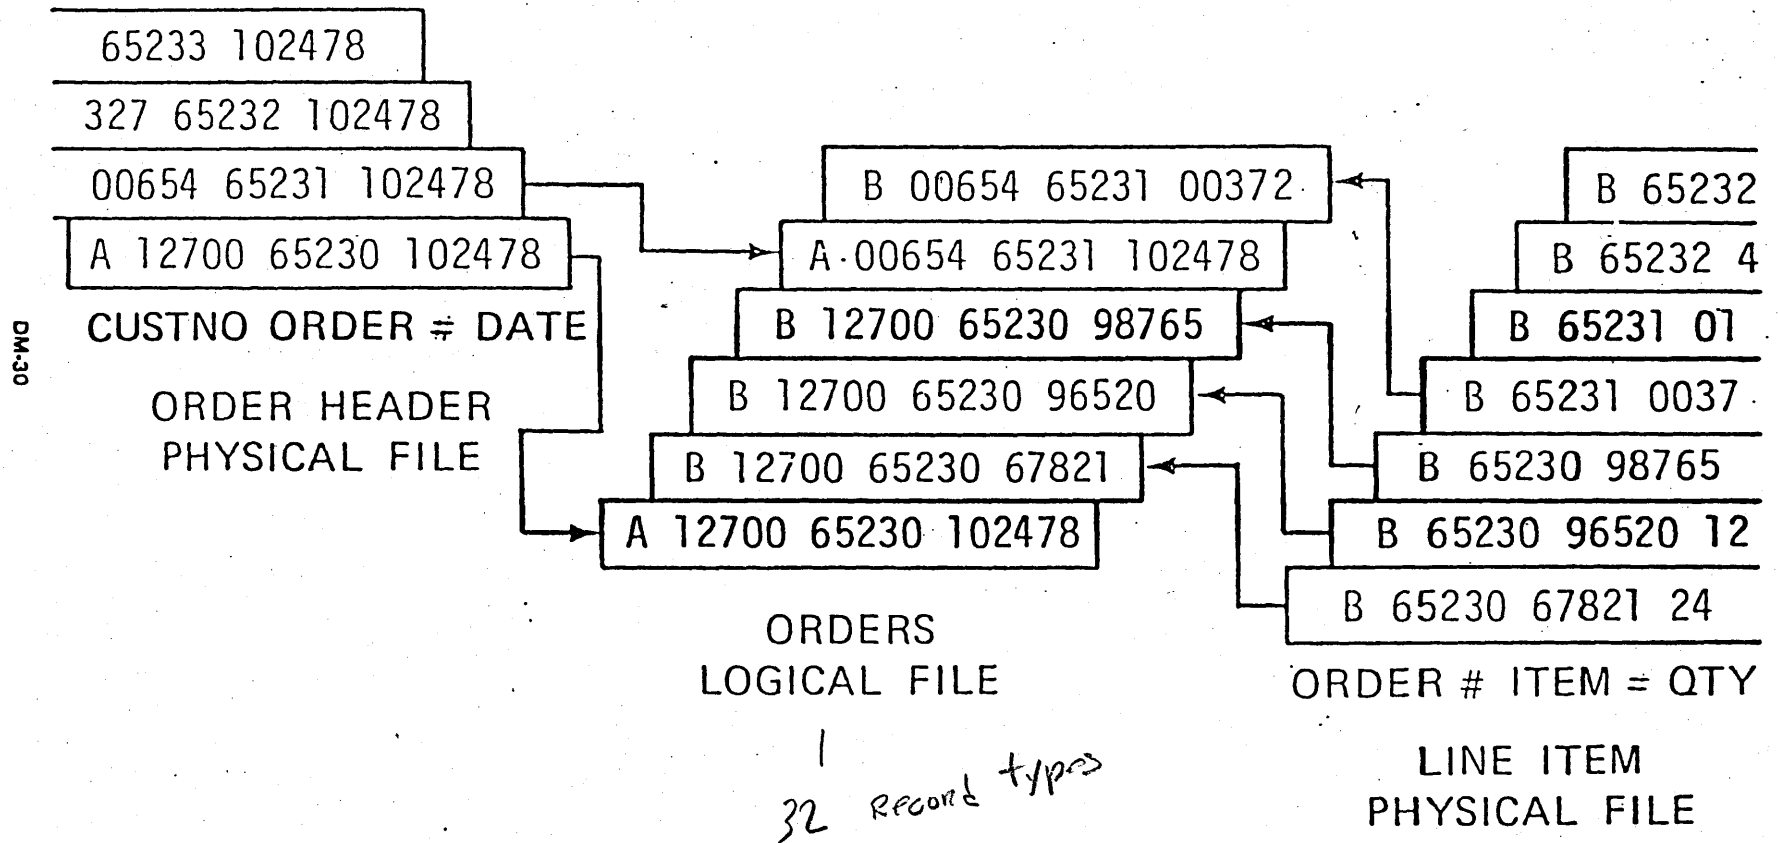 65233 102478
327 65232 102478
00654 65231 102478
A 12700 65230 102478
CUSTNO ORDER # DATE
ORDER HEADER
PHYSICAL FILE
B 00654 65231 00372
A 00654 65231 102478
B 12700 65230 98765
B 12700 65230 96520
B 12700 65230 67821
A 12700 65230 102478
ORDERS
LOGICAL FILE
32 Record types
B 65232
B 65232 4
B 65231 01
B 65231 0037
B 65230 98765
B 65230 96520 12
B 65230 67821 24
ORDER # ITEM = QTY
LINE ITEM
PHYSICAL FILE
DM-30